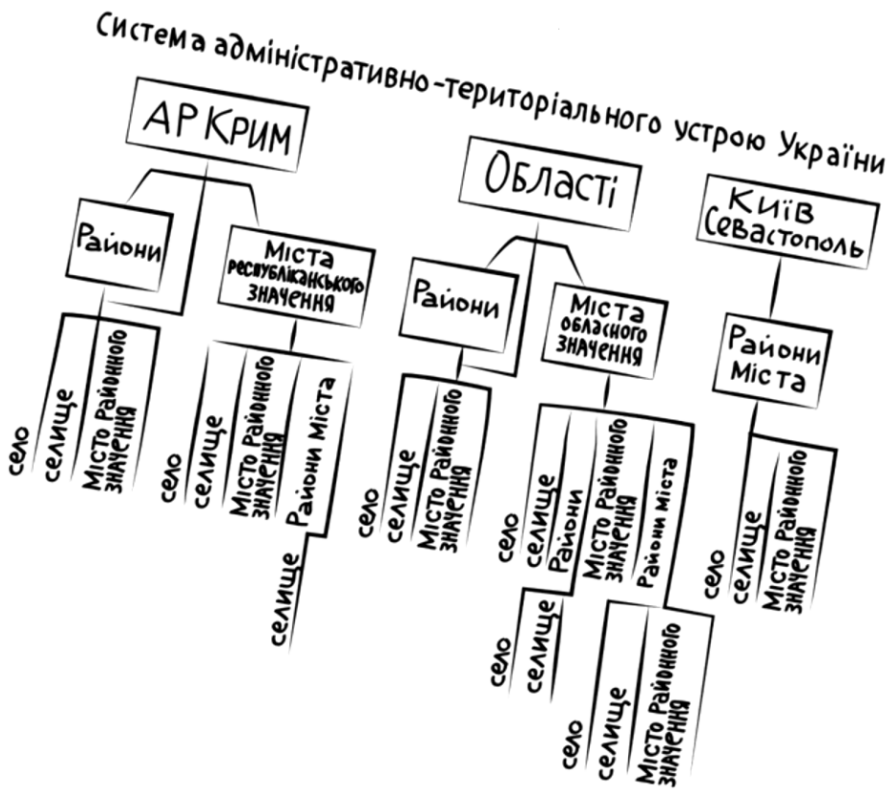 Система адміністративно-територіального устрою України
АР Крим
Райони
село
селище
Місто Районного
значення
Міста
республіканського
значення
село
селище
Місто Районного
значення
Райони Міста
селище
Області
Райони
село
селище
Місто Районного
значення
Міста
обласного
значення
село
селище
Райони
село
селище
Місто Районного
значення
Райони міста
село
селище
Місто Районного
значення
Київ
Севастополь
Райони
Міста
село
селище
Місто Районного
значення